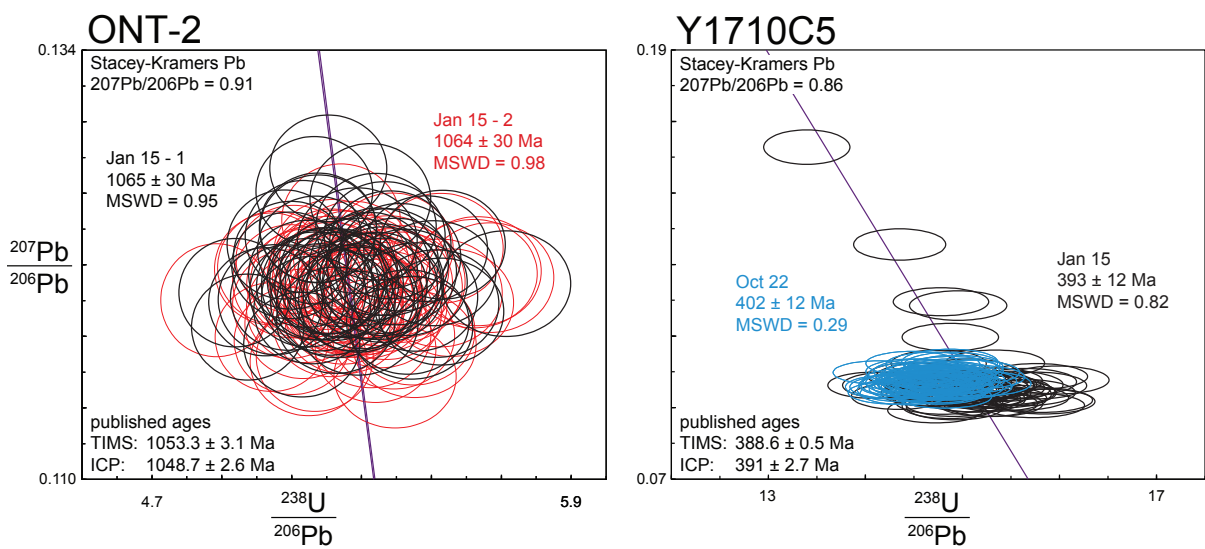 ONT-2
0.134
Stacey-Kramers Pb
207Pb/206Pb = 0.91
Jan 15 - 2
1064 ± 30 Ma
MSWD = 0.98
Jan 15 - 1
1065 ± 30 Ma
MSWD = 0.95
207Pb
206Pb
published ages
TIMS: 1053.3 ± 3.1 Ma
ICP: 1048.7 ± 2.6 Ma
0.110
4.7
238U
206Pb
5.9
Y1710C5
0.19
Stacey-Kramers Pb
207Pb/206Pb = 0.86
Oct 22
402 ± 12 Ma
MSWD = 0.29
Jan 15
393 ± 12 Ma
MSWD = 0.82
published ages
TIMS: 388.6 ± 0.5 Ma
ICP: 391 ± 2.7 Ma
0.07
13
238U
206Pb
17